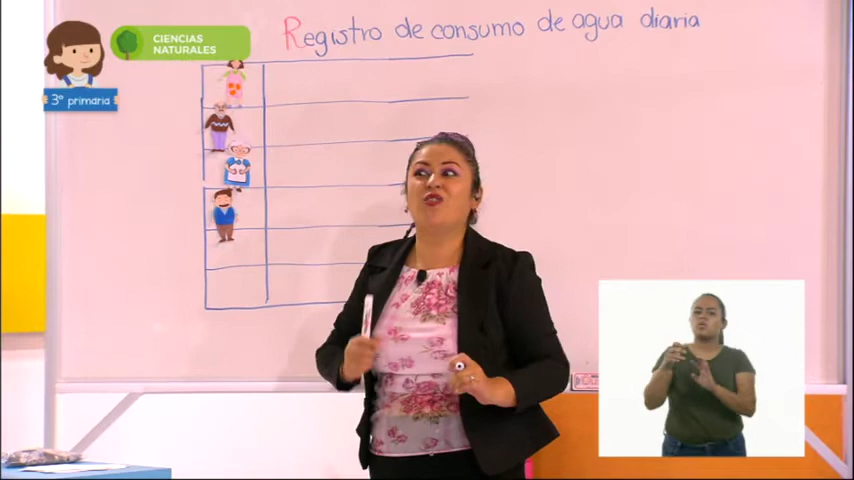 CIENCIAS
NATURALES
3° primaria
Registro de consumo de agua diaria